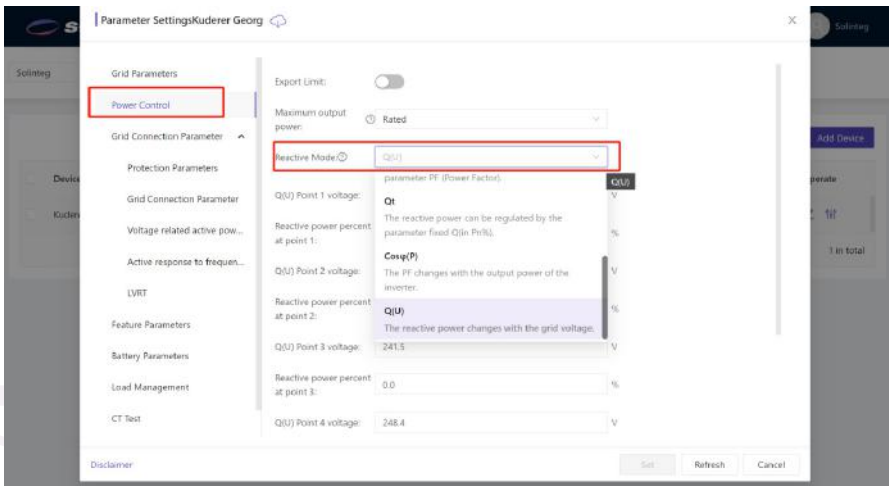 Parameter SettingsKuderer Georg
X
S
Solinteg
Solinteg
Grid Parameters
Export Limit:
Power Control
Maximum output power:
Rated
Grid Connection Parameter
Add Device
Reactive Mode:
Q(U)
Protection Parameters
parameter PF (Power Factor).
Q(U)
Device
perate
Grid Connection Parameter
Q(U) Point 1 voltage:
V
Qt
The reactive power can be regulated by the
parameter fixed Q(in Pn%).
Kuder
Voltage related active pow...
Reactive power percent
at point 1:
%
1 in total
Cosφ(P)
The PF changes with the output power of the
inverter.
Active response to frequen...
Q(U) Point 2 voltage:
V
LVRT
Reactive power percent
at point 2:
%
Q(U)
The reactive power changes with the grid voltage.
Feature Parameters
Q(U) Point 3 voltage:
241.5
V
Battery Parameters
Load Management
Reactive power percent
at point 3:
0.0
%
CT Test
Q(U) Point 4 voltage:
248.4
V
Disclaimer
Set
Refresh
Cancel